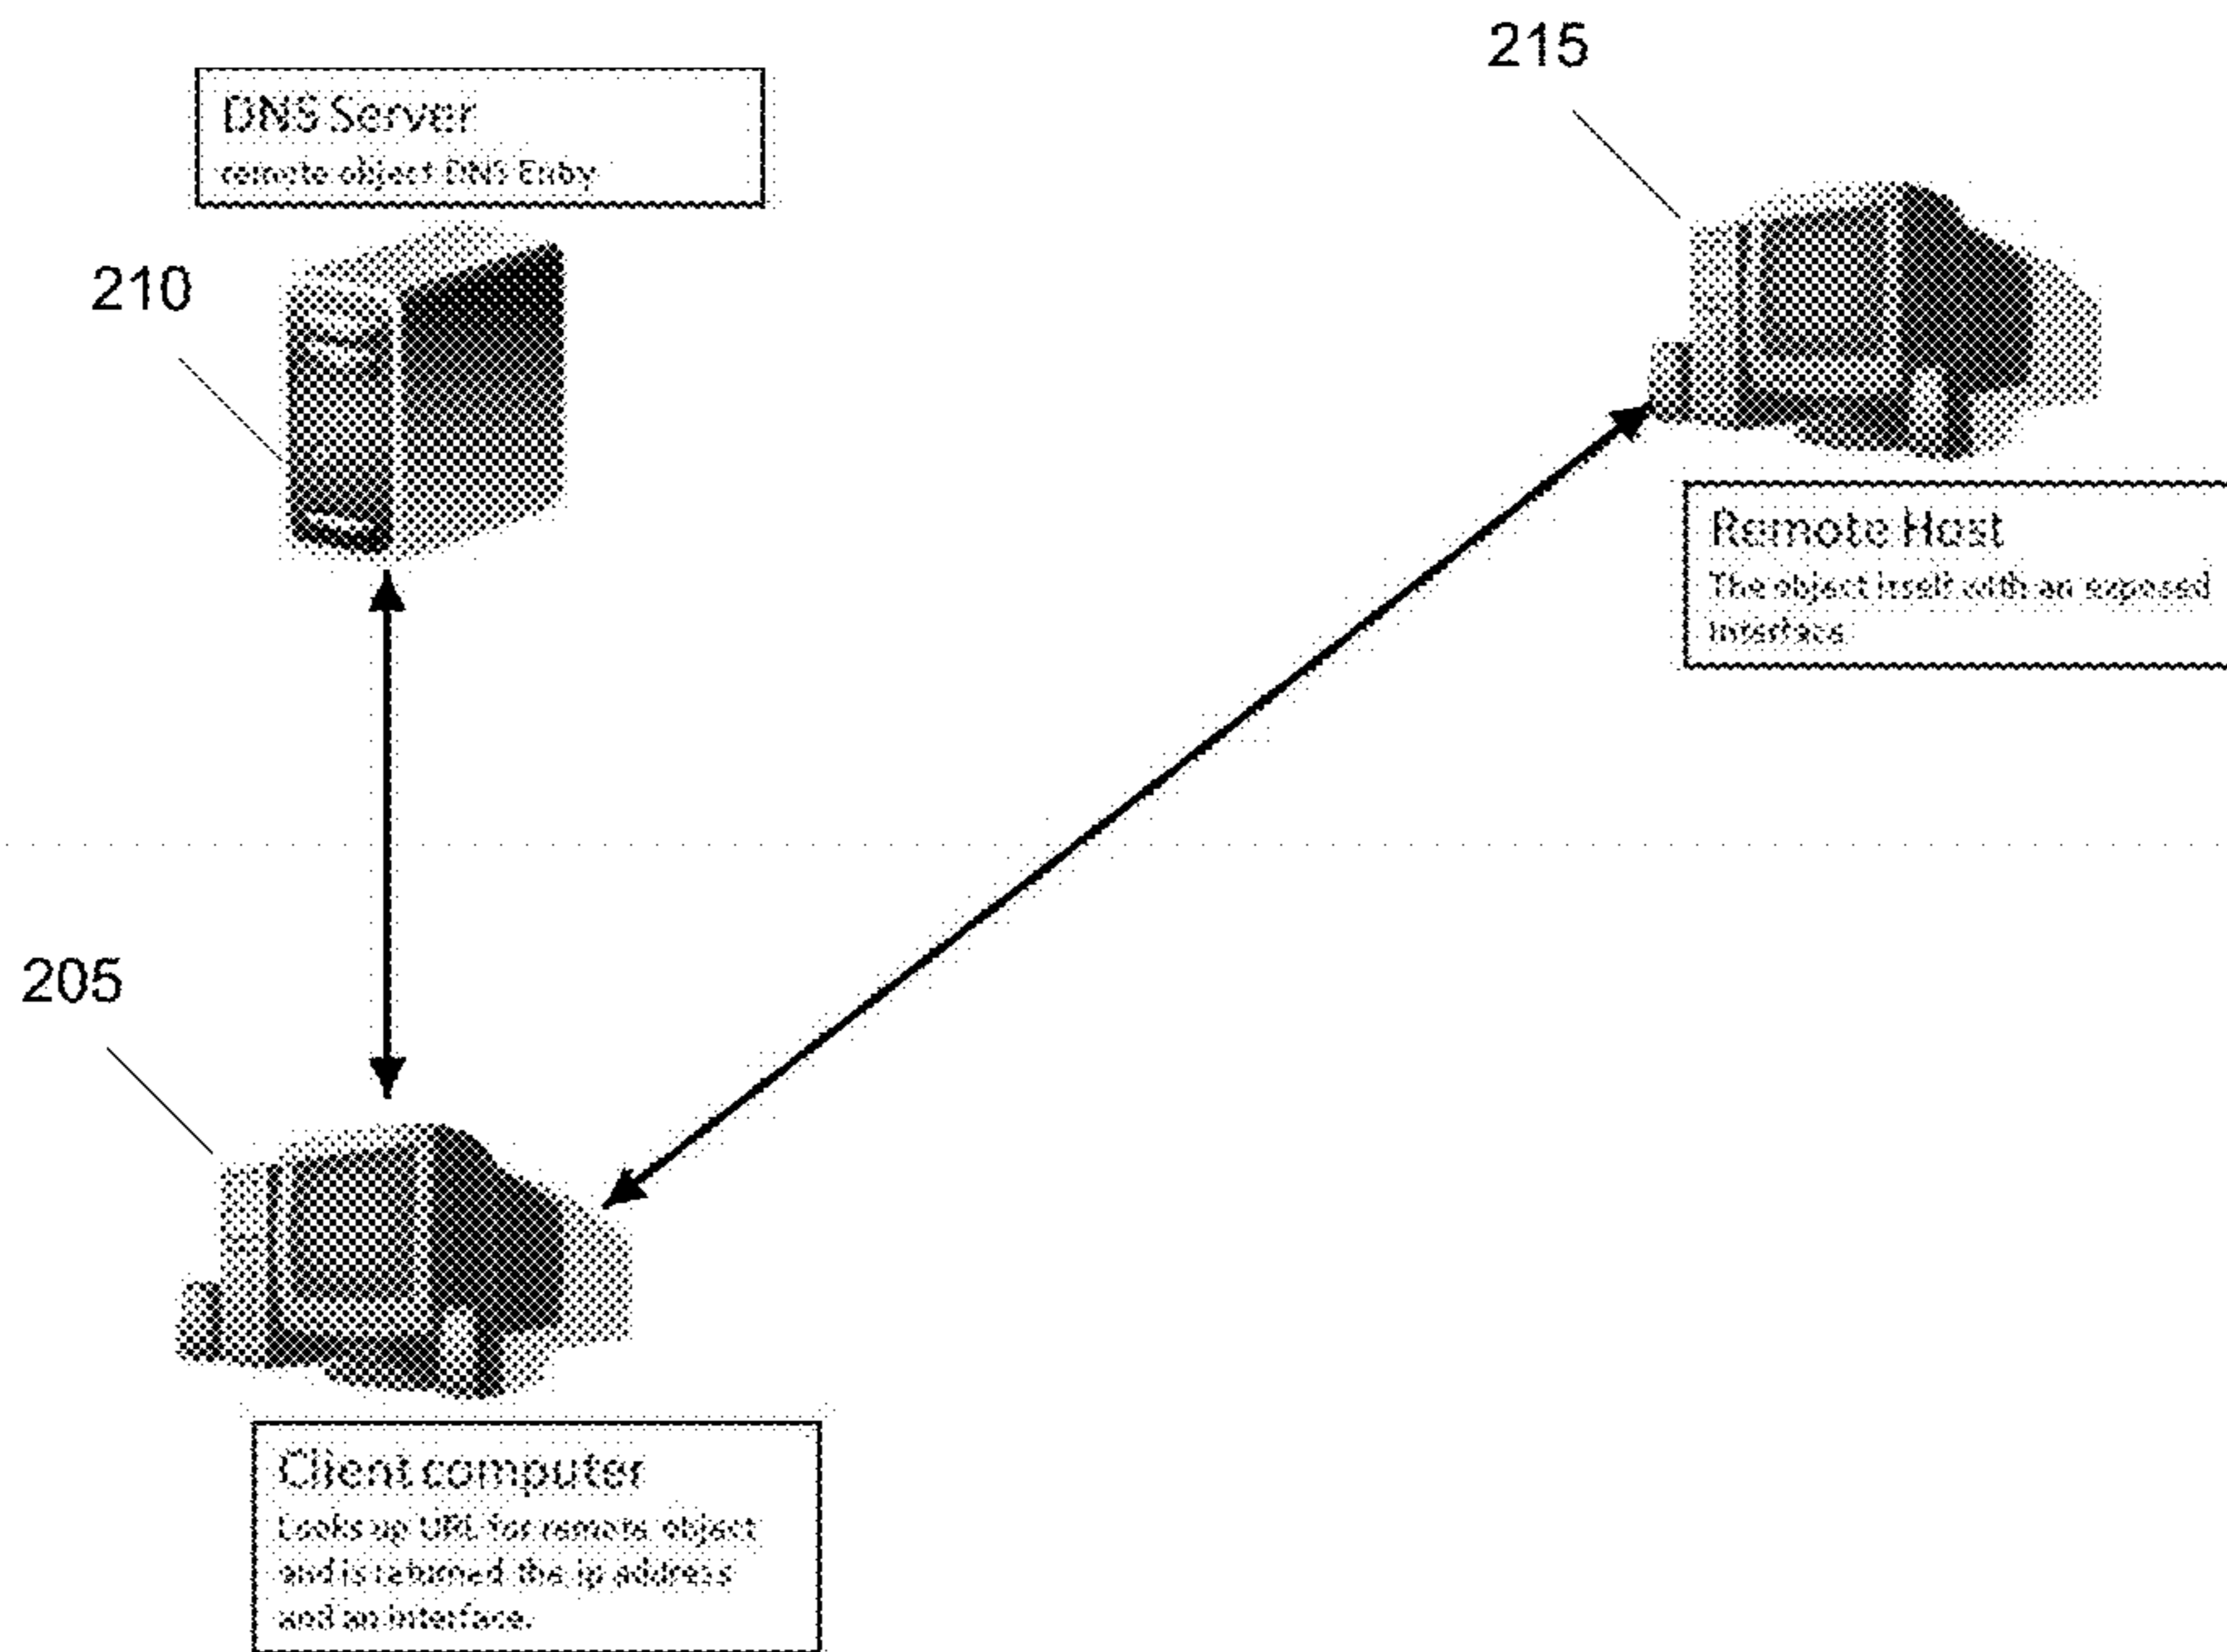 215
DNS Server
remote object DNS Entry
210
Remote Host
The object itself with an exposed
interface
205
Client computer
Looks up URL for remote object
and is returned the ip address
and an interface.